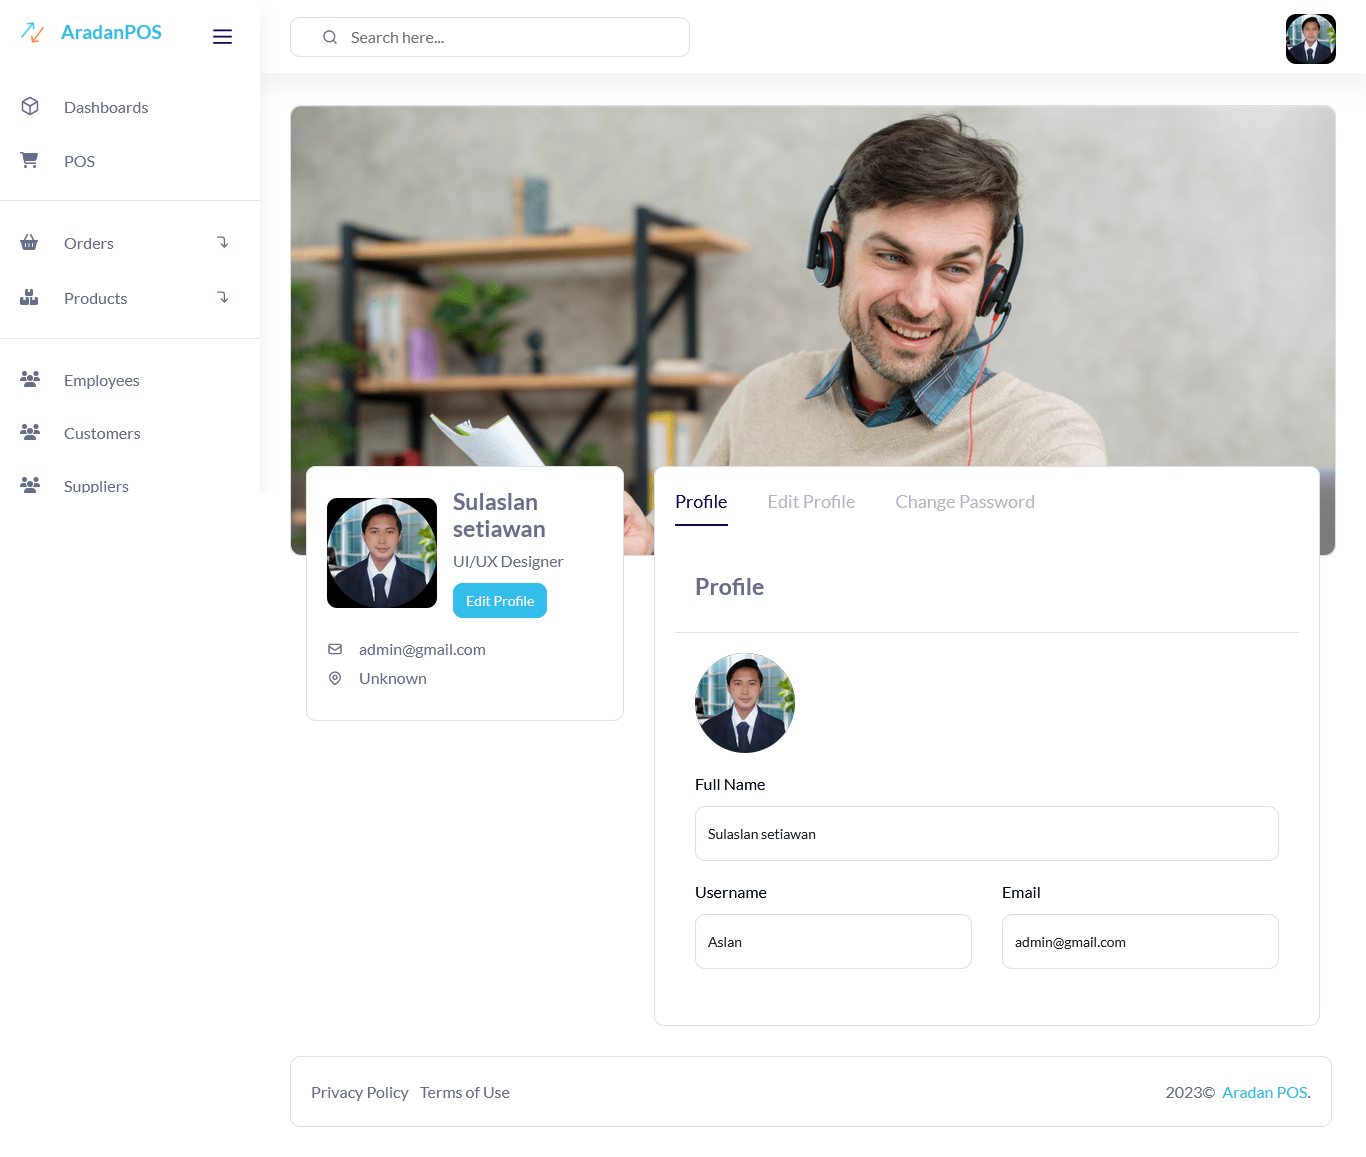 AradanPOS
Search here...
Dashboards
POS
Orders
Products
Employees
Customers
Suppliers
Sulaslan
setiawan
UI/UX Designer
Edit Profile
admin@gmail.com
Unknown
Profile Edit Profile Change Password
Profile
Full Name
Sulaslan setiawan
Username Email
Aslan admin@gmail.com
Privacy Policy Terms of Use 2023© Aradan POS.